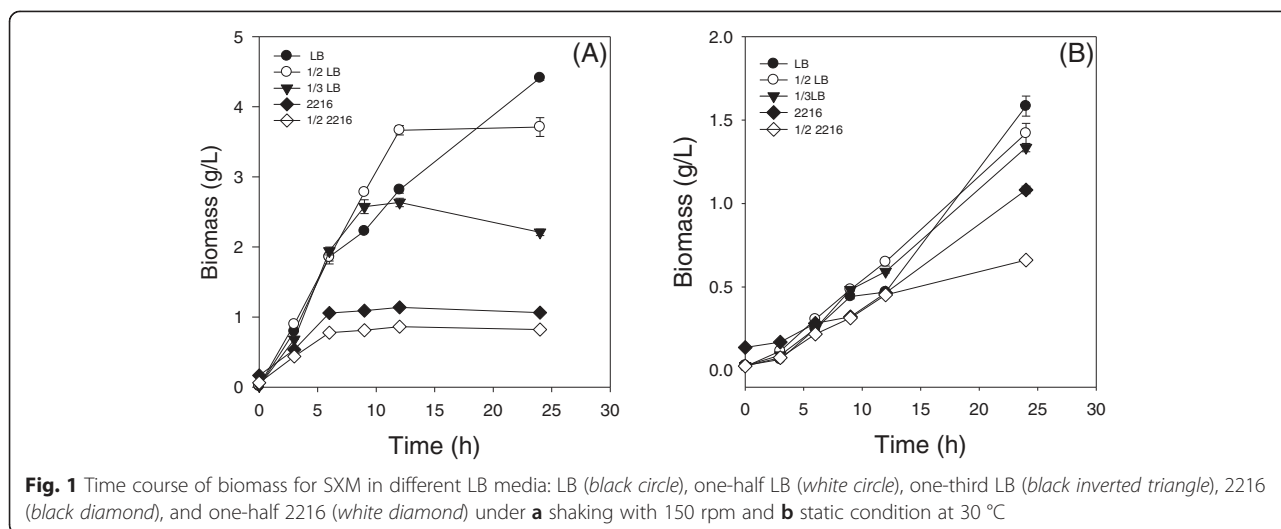 (A)
LB
1/2 LB
1/3 LB
2216
1/2 2216
Biomass (g/L)
5
4
3
2
1
0
0 5 10 15 20 25 30
Time (h)
(B)
LB
1/2 LB
1/3LB
2216
1/2 2216
Biomass (g/L)
2.0
1.5
1.0
0.5
0.0
0 5 10 15 20 25 30
Time (h)
Fig. 1 Time course of biomass for SXM in different LB media: LB (black circle), one-half LB (white circle), one-third LB (black inverted triangle), 2216
(black diamond), and one-half 2216 (white diamond) under a shaking with 150 rpm and b static condition at 30 °C